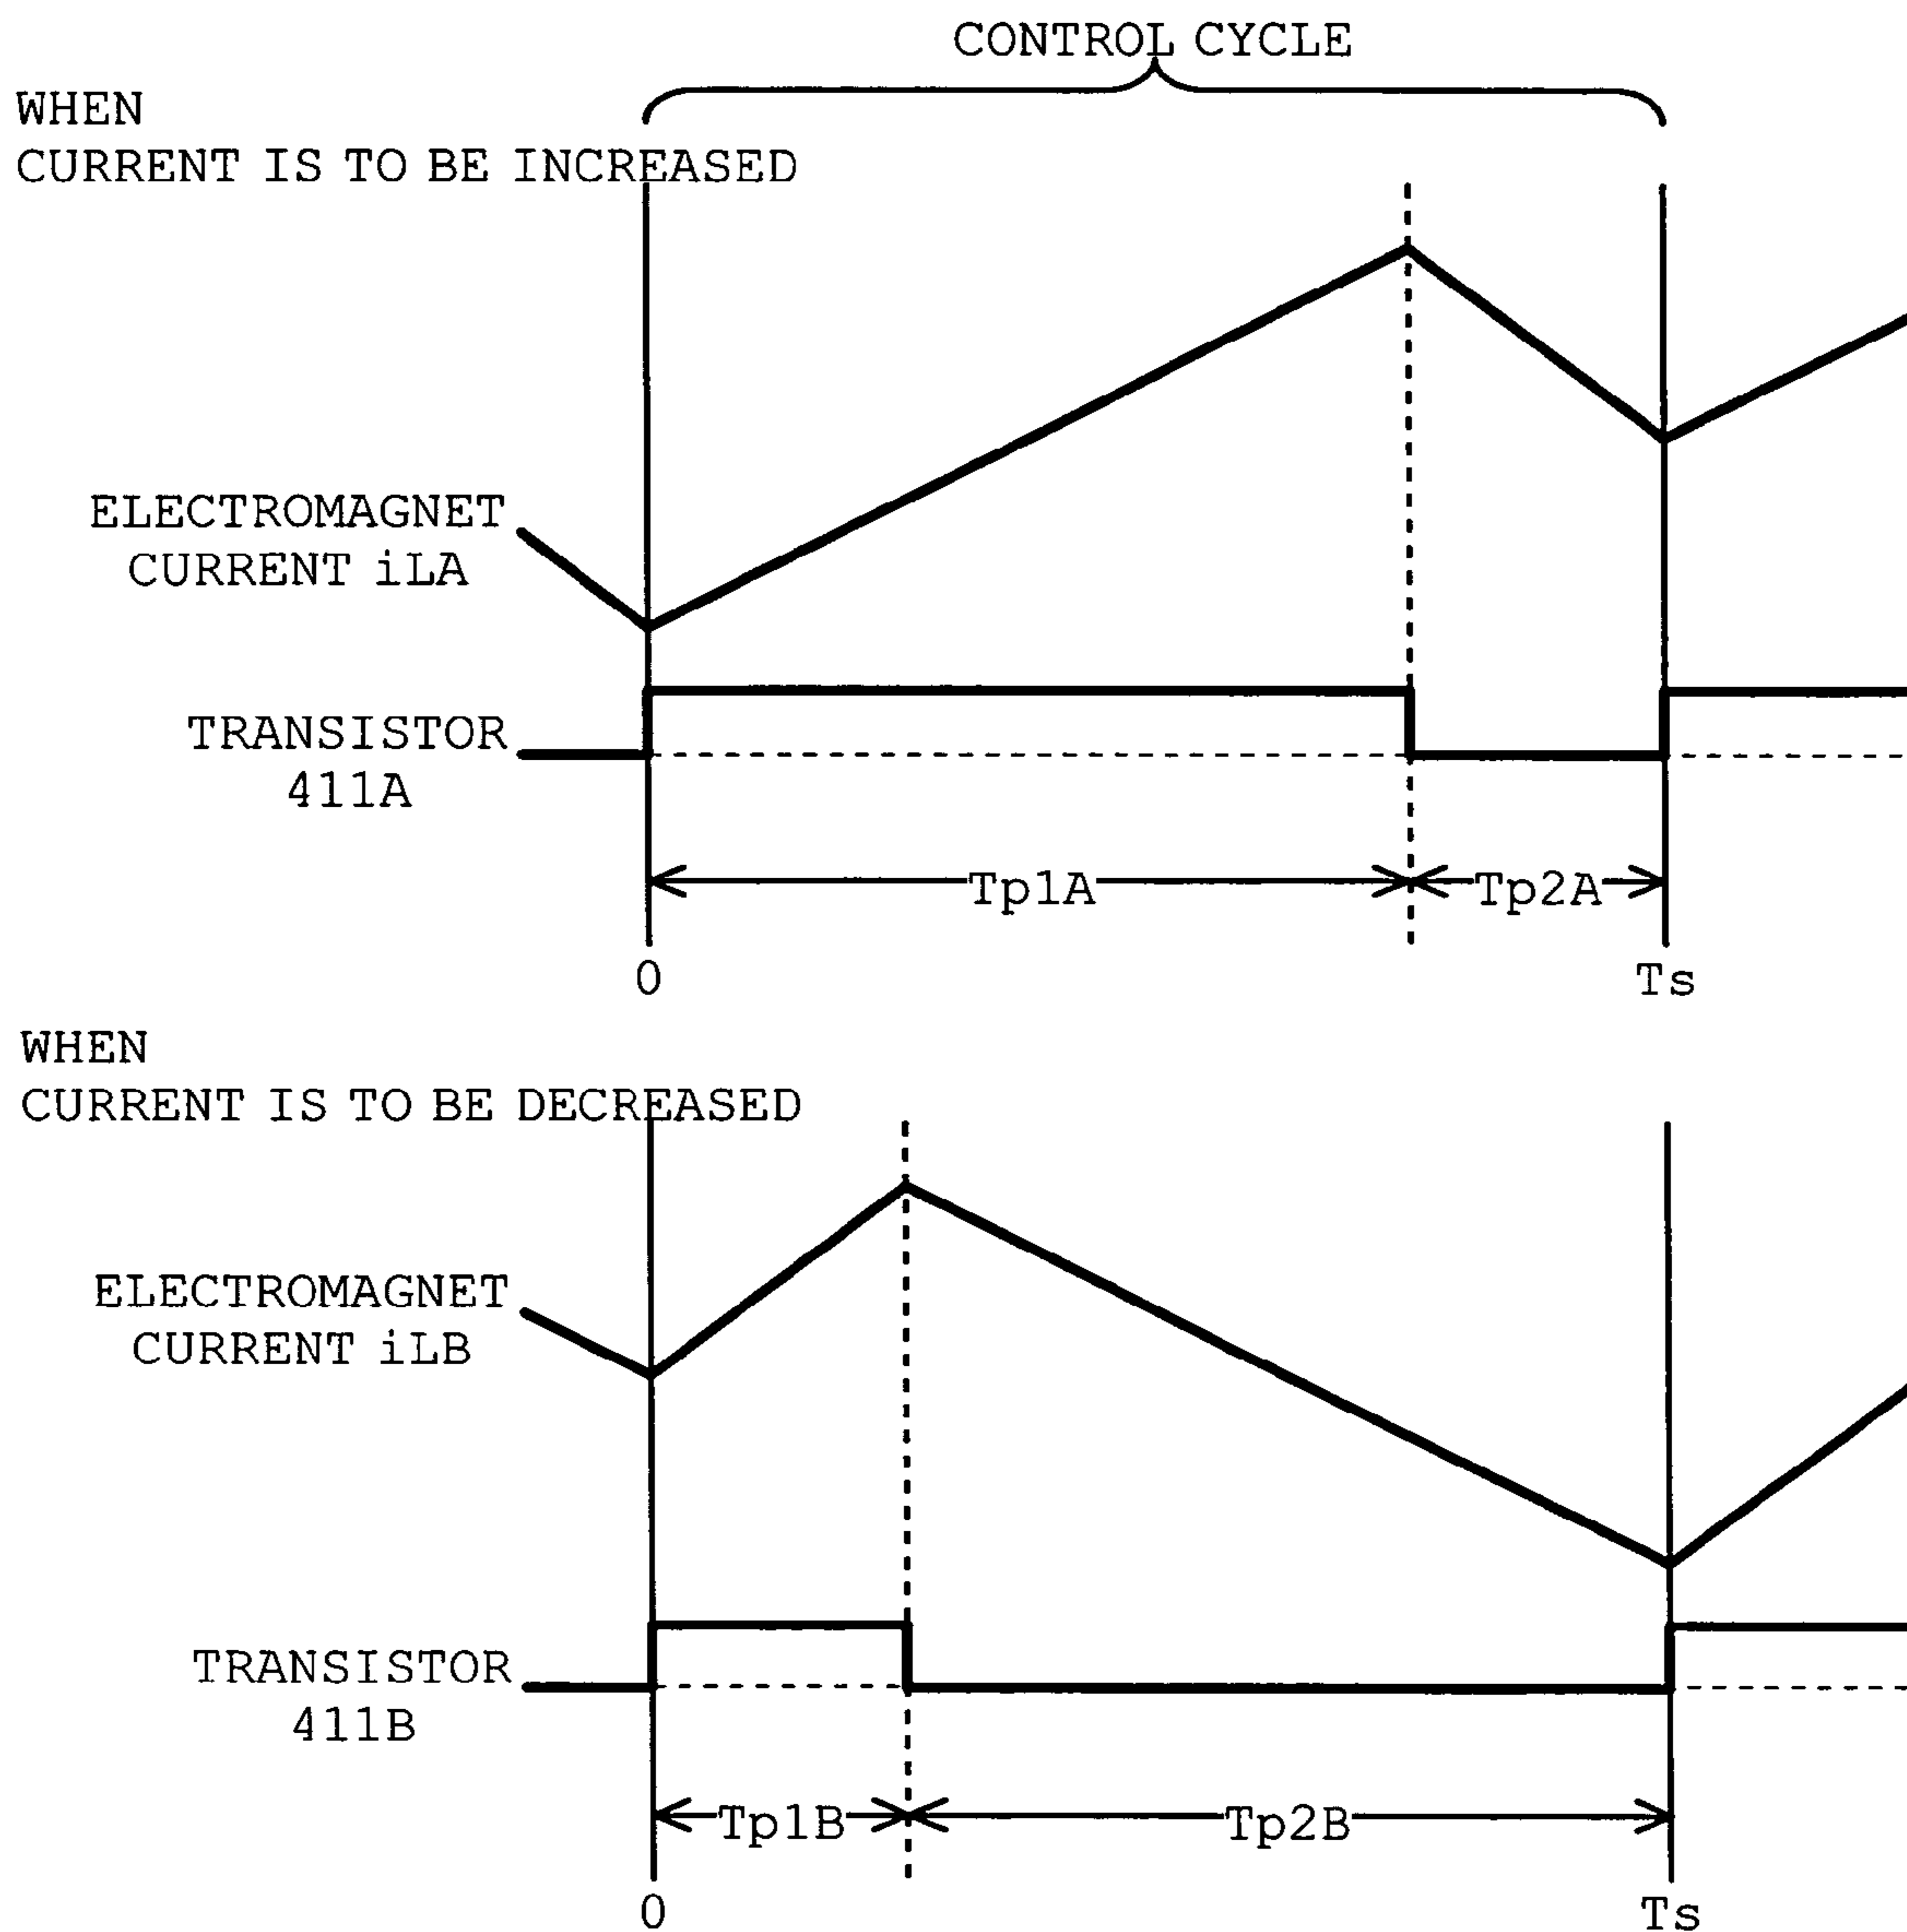 CONTROL CYCLE
WHEN
CURRENT IS TO BE INCREASED
ELECTROMAGNET
CURRENT iLA
TRANSISTOR
411A
Tp1A
Tp2A
0
Ts
WHEN
CURRENT IS TO BE DECREASED
ELECTROMAGNET
CURRENT iLB
TRANSISTOR
411B
Tp1B
Tp2B
0
Ts